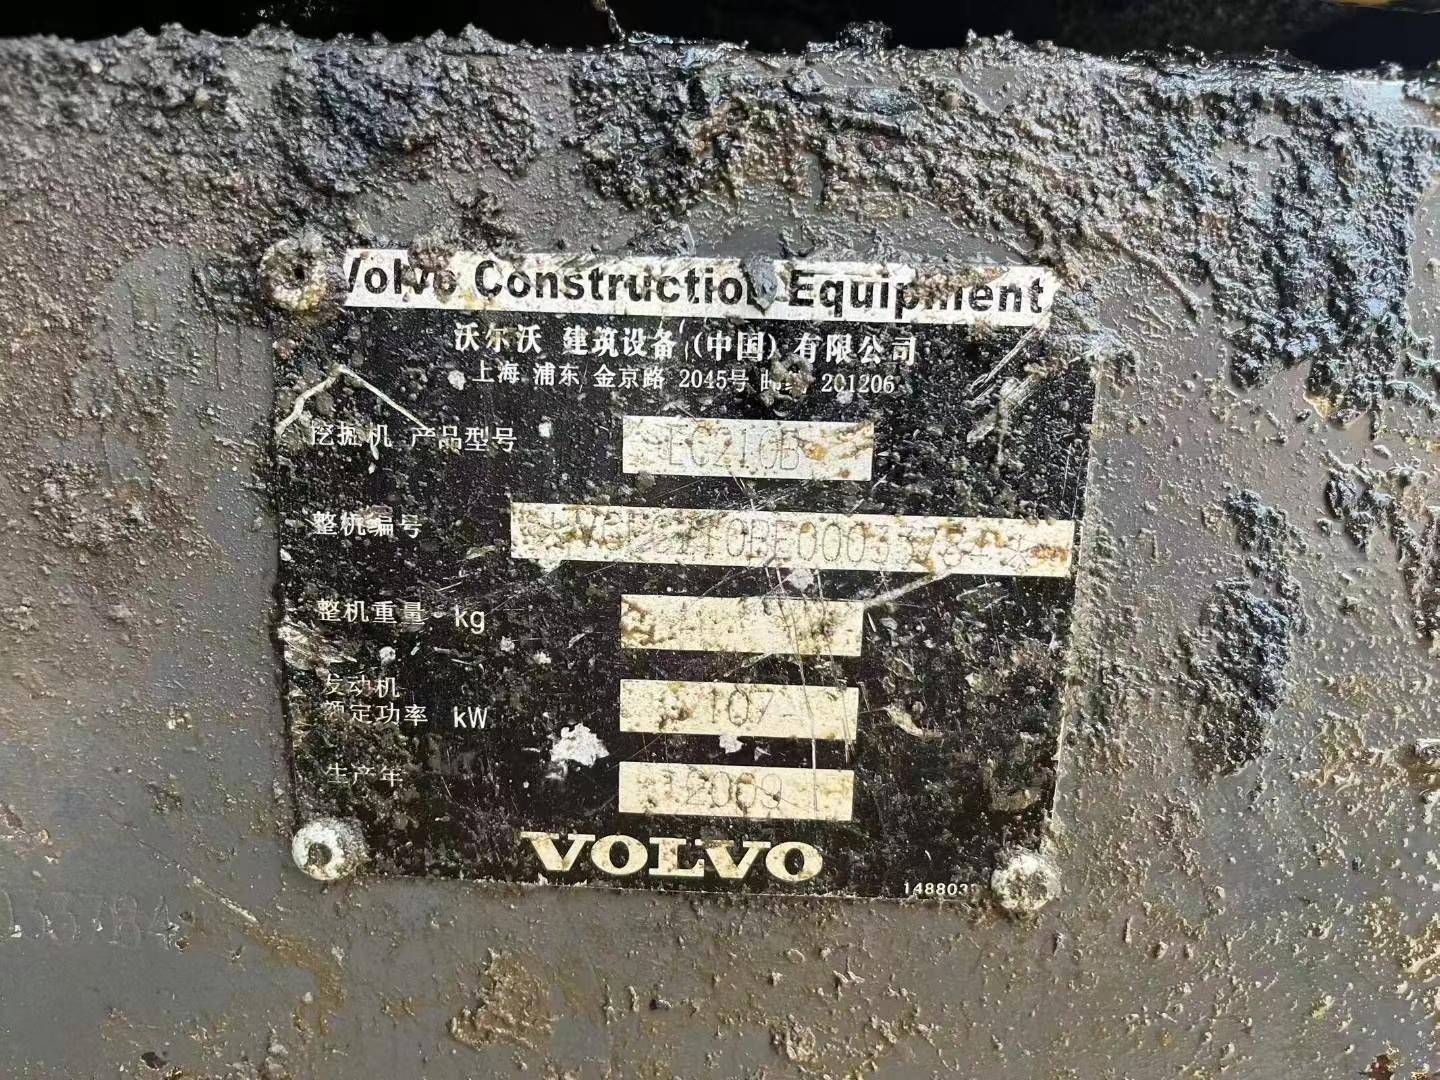 Volvo Construction Equipment
沃尔沃 建筑设备 (中国) 有限公司
上海 浦东 金京路 2045号 201206
挖掘机 产品型号 EC210B
整机编号
整机重量 kg
发动机
额定功率 kW 107
生产年 2009
VOLVO